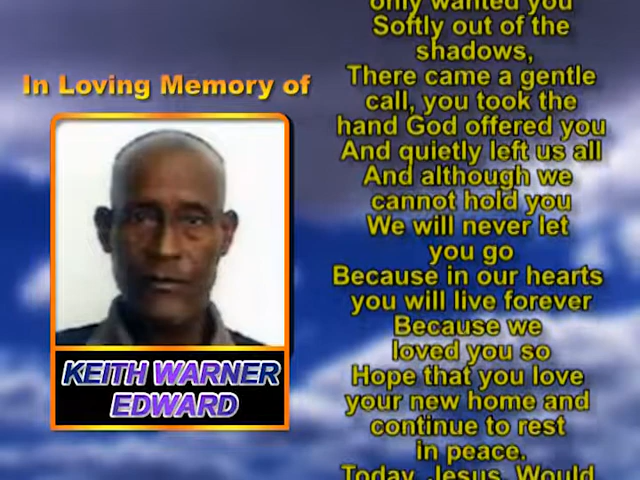 In Loving Memory of
KEITH WARNER
EDWARD
only wanted you
Softly out of the
shadows,
There came a gentle
call, you took the
hand God offered you
And quietly left us all
And although we
cannot hold you
We will never let
you go
Because in our hearts
you will live forever
Because we
loved you so
Hope that you love
your new home and
continue to rest
in peace.
Today, Jesus, Would